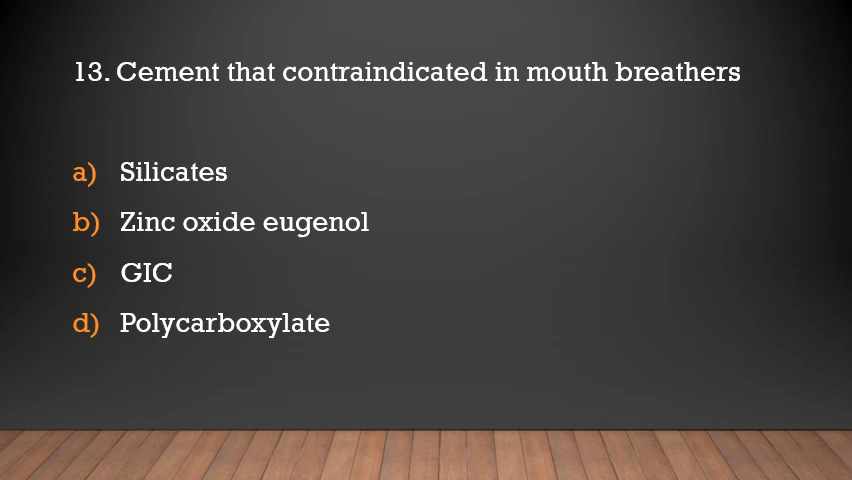 13. Cement that contraindicated in mouth breathers
a) Silicates
b) Zinc oxide eugenol
c) GIC
d) Polycarboxylate